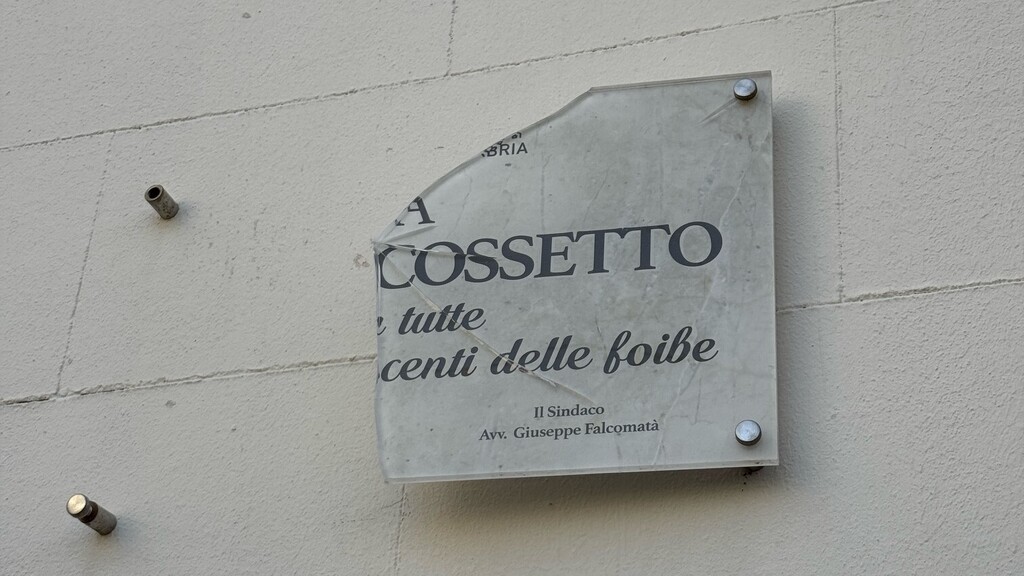 BRIA
A
COSSETTO
tutte
centi delle foibe
Il Sindaco
Avv. Giuseppe Falcomatà